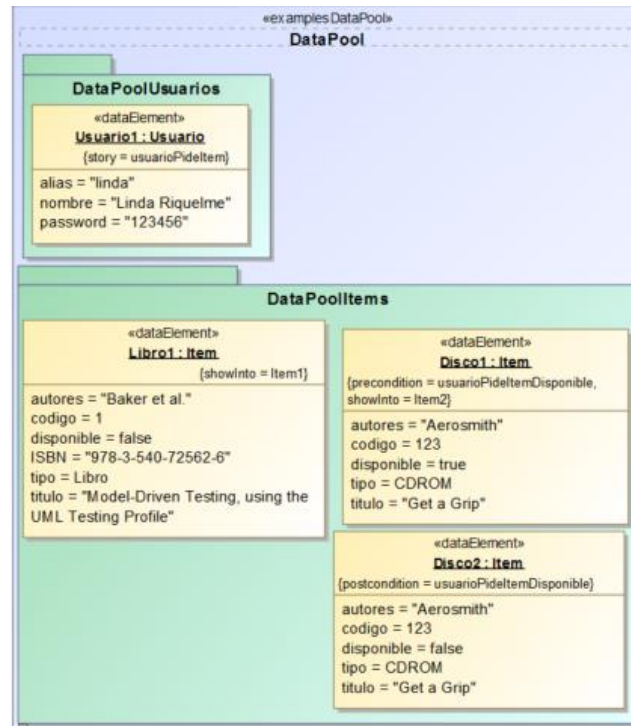 «examplesDataPool»
DataPool
DataPoolUsuarios
«dataElement»
Usuario1 : Usuario
{story = usuarioPideItem}
alias = "linda"
nombre = "Linda Riquelme"
password = "123456"
DataPoolItems
«dataElement»
Libro1 : Item
{showInto = Item1}
autores = "Baker et al."
codigo = 1
disponible = false
ISBN = "978-3-540-72562-6"
tipo = Libro
titulo = "Model-Driven Testing, using the
UML Testing Profile"
«dataElement»
Disco1 : Item
{precondition = usuarioPideItemDisponible,
showInto = Item2}
autores = "Aerosmith"
codigo = 123
disponible = true
tipo = CDROM
titulo = "Get a Grip"
«dataElement»
Disco2 : Item
{postcondition = usuarioPideItemDisponible}
autores = "Aerosmith"
codigo = 123
disponible = false
tipo = CDROM
titulo = "Get a Grip"